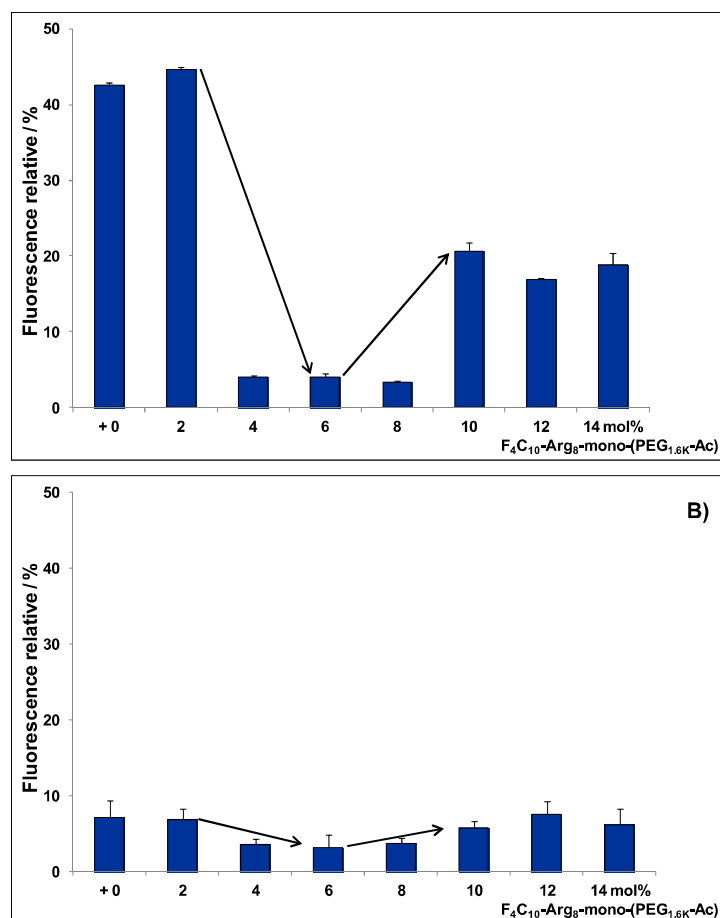 50
40
30
20
10
0
Fluorescence relative / %
+ 0 2 4 6 8 10 12 14 mol%
F₄C₁₀-Arg₈-mono-(PEG₁.₆ₖ-Ac)
B)
50
40
30
20
10
0
Fluorescence relative / %
+ 0 2 4 6 8 10 12 14 mol%
F₄C₁₀-Arg₈-mono-(PEG₁.₆ₖ-Ac)